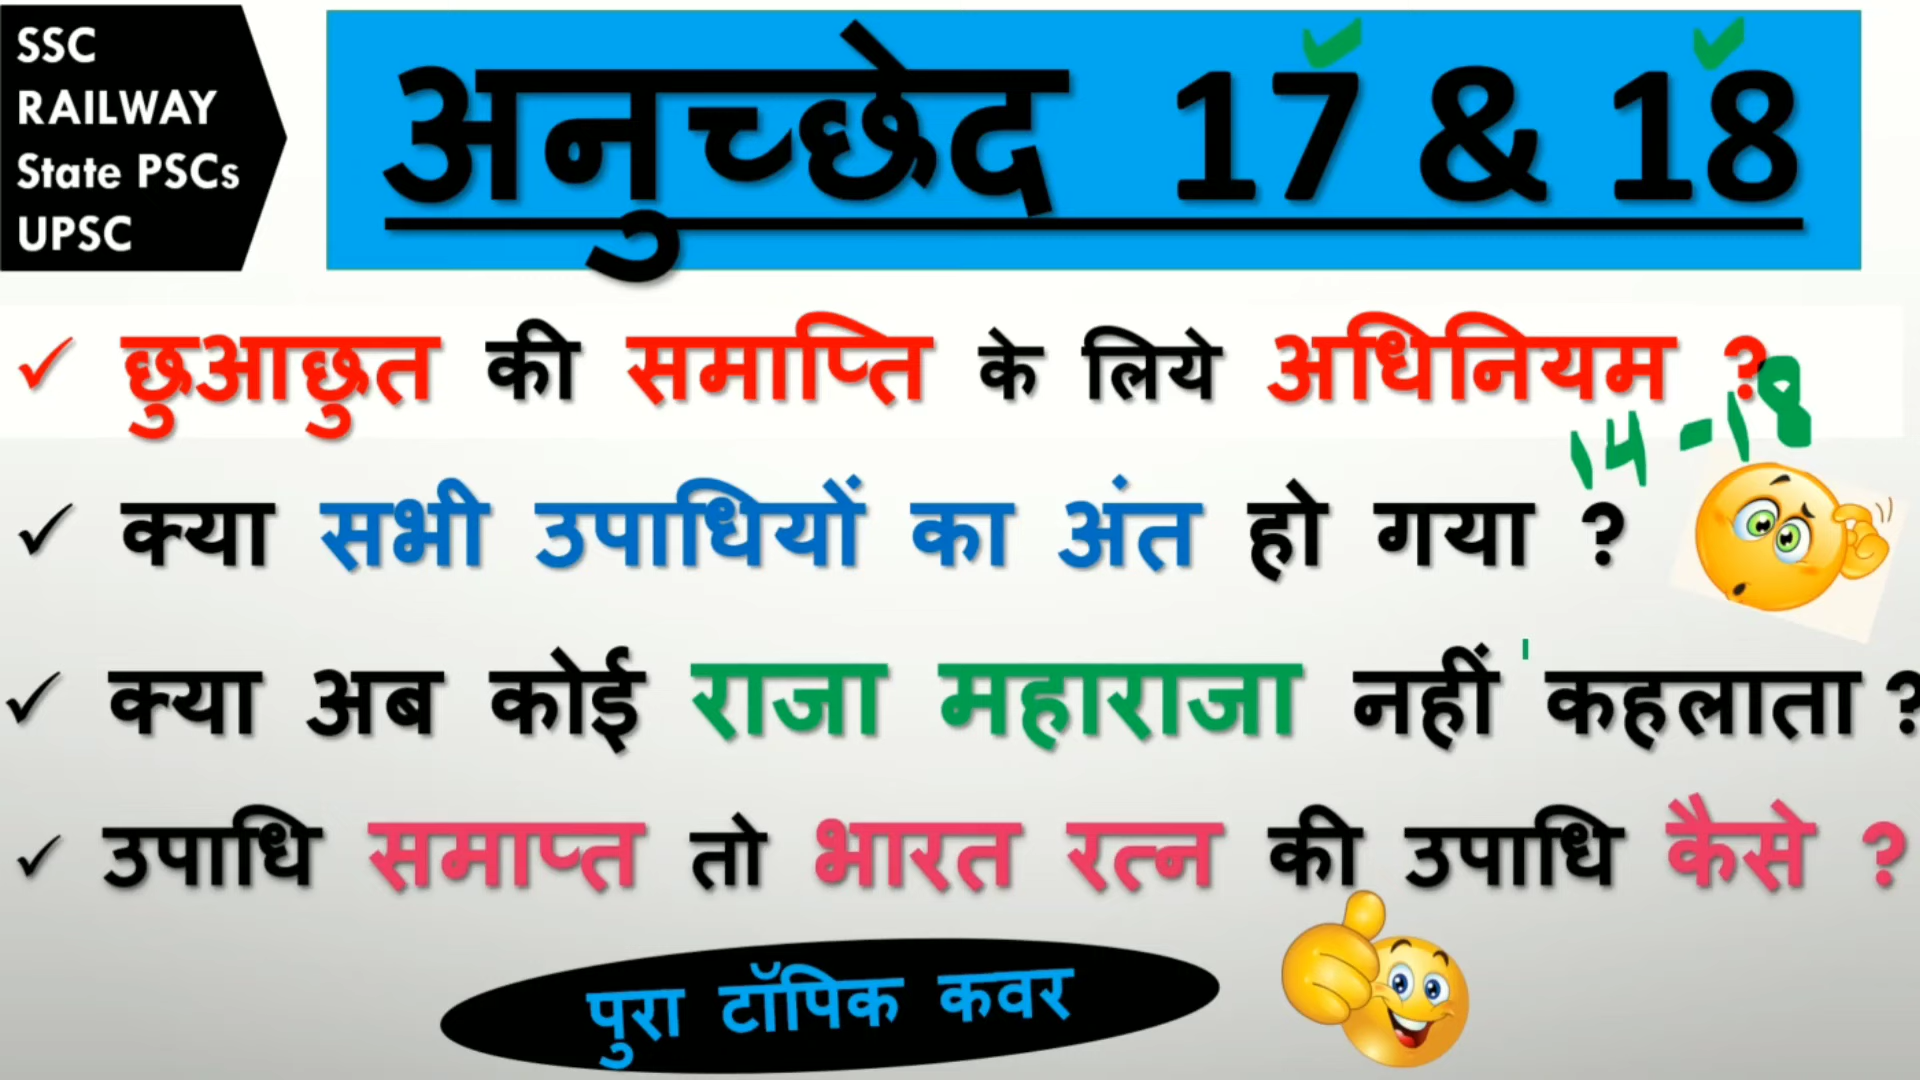 SSC
RAILWAY
State PSCs
UPSC
अनुच्छेद 17 & 18
✓ छुआछुत की समाप्ति के लिये अधिनियम ?
14-18
✓ क्या सभी उपाधियों का अंत हो गया ?
✓ क्या अब कोई राजा महाराजा नहीं कहलाता ?
✓ उपाधि समाप्त तो भारत रत्न की उपाधि कैसे ?
पुरा टॉपिक कवर